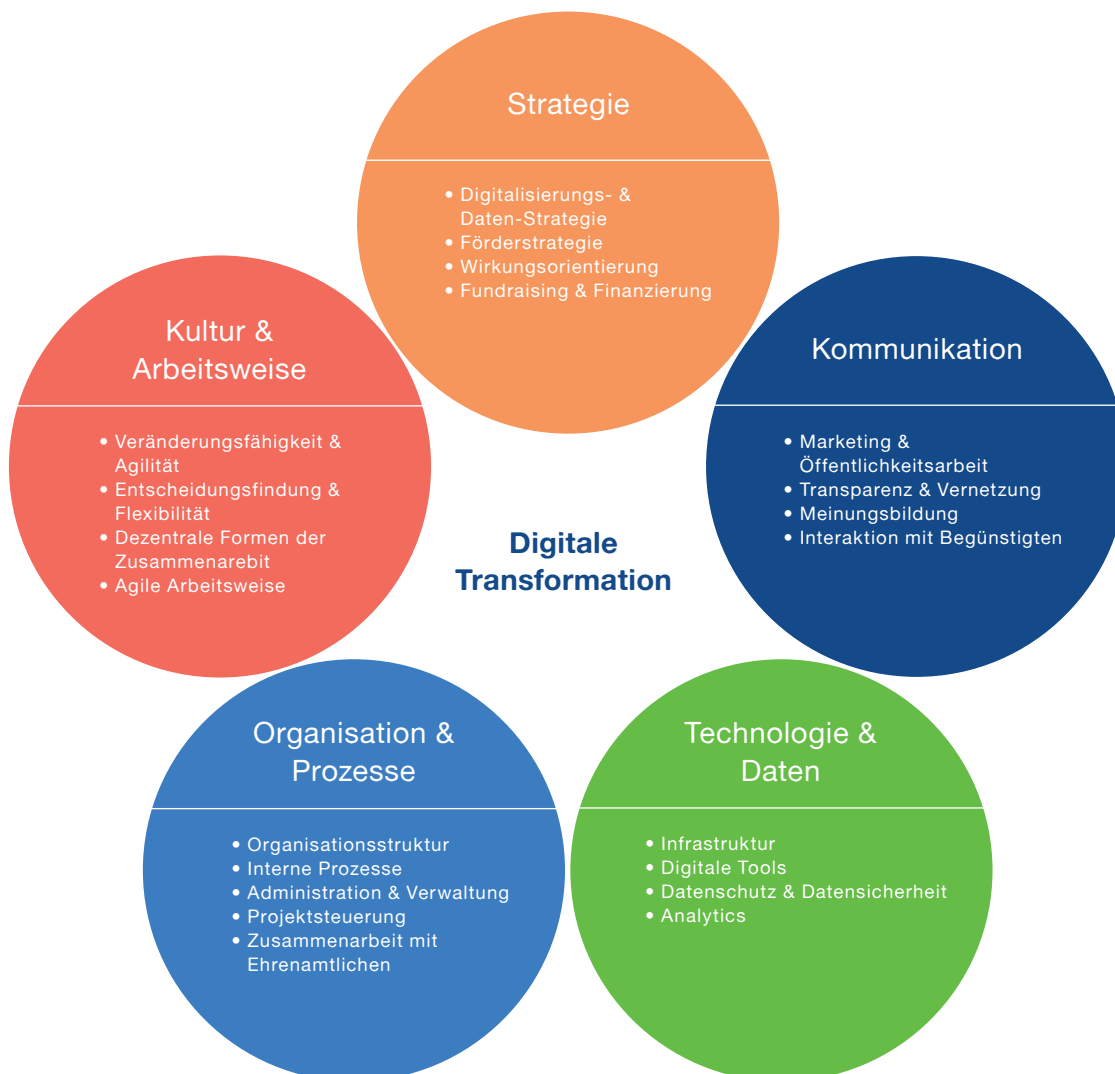 Strategie
• Digitalisierungs- &
Daten-Strategie
• Förderstrategie
• Wirkungsorientierung
• Fundraising & Finanzierung
Kultur &
Arbeitsweise
• Veränderungsfähigkeit &
Agilität
• Entscheidungsfindung &
Flexibilität
• Dezentrale Formen der
Zusammenarebit
• Agile Arbeitsweise
Kommunikation
• Marketing &
Öffentlichkeitsarbeit
• Transparenz & Vernetzung
• Meinungsbildung
• Interaktion mit Begünstigten
Digitale
Transformation
Organisation &
Prozesse
• Organisationsstruktur
• Interne Prozesse
• Administration & Verwaltung
• Projektsteuerung
• Zusammenarbeit mit
Ehrenamtlichen
Technologie &
Daten
• Infrastruktur
• Digitale Tools
• Datenschutz & Datensicherheit
• Analytics